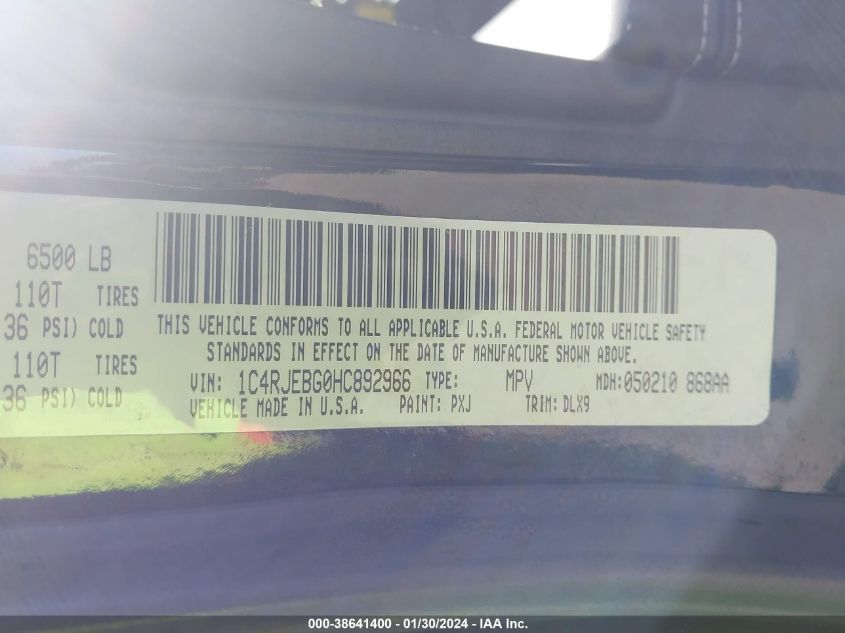 6500 LB
110T TIRES
36 PSI) COLD
110T TIRES
36 PSI) COLD
THIS VEHICLE CONFORMS TO ALL APPLICABLE U.S.A. FEDERAL MOTOR VEHICLE SAFETY
STANDARDS IN EFFECT ON THE DATE OF MANUFACTURE SHOWN ABOVE.
VIN: 1C4RJEBG0HC892966 TYPE: MPV MDH:050210 868AA
VEHICLE MADE IN U.S.A. PAINT: PXJ TRIM: DLX9
000-38641400 - 01/30/2024 - IAA Inc.